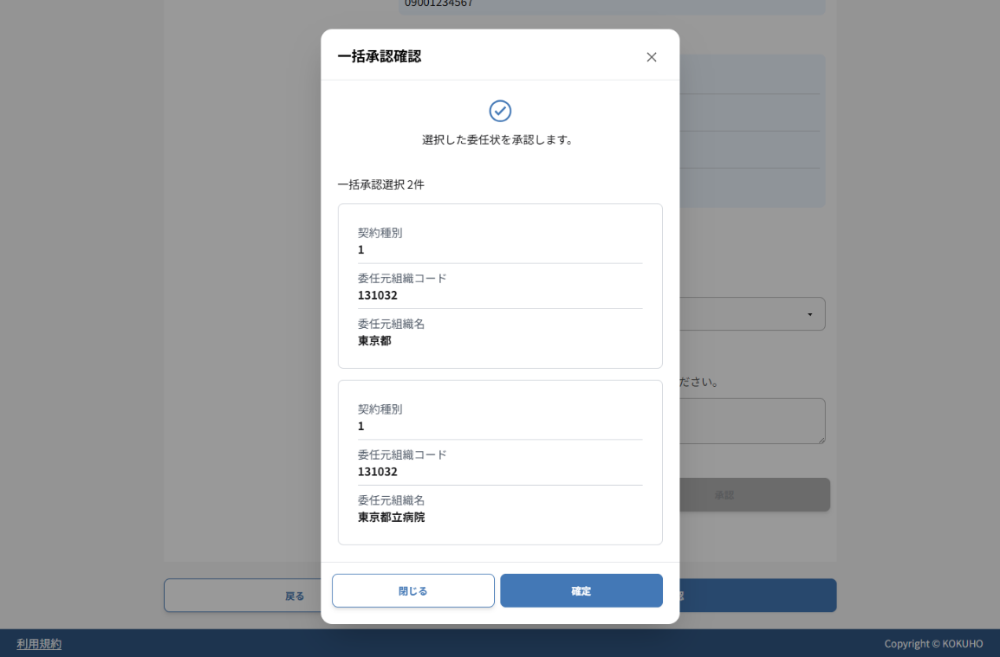 09001234567
一括承認確認
選択した委任状を承認します。
一括承認選択 2件
契約種別
1
委任元組織コード
131032
委任元組織名
東京都
契約種別
1
委任元組織コード
131032
委任元組織名
東京都立病院
ださい。
承認
戻る
閉じる
確定
利用規約
Copyright © KOKUHO